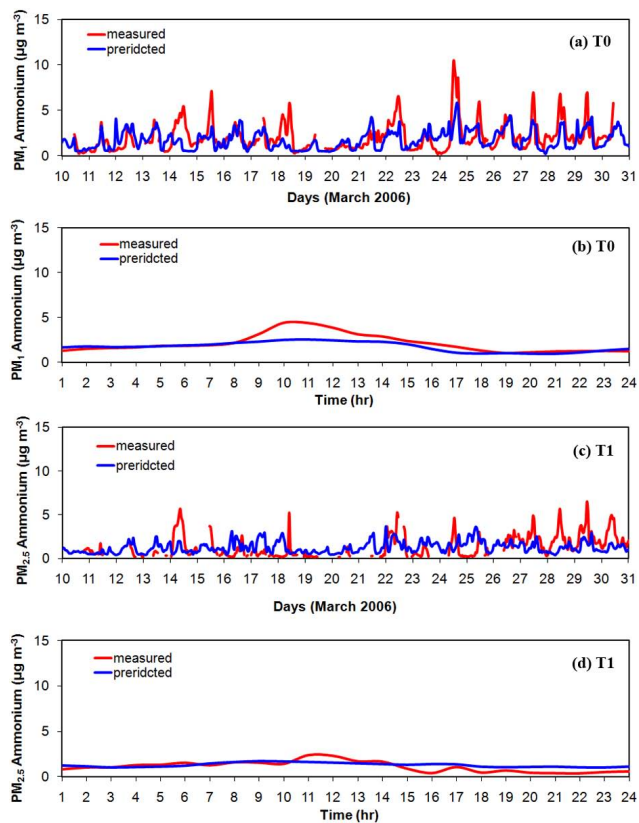 15
(a) T0
measured
preridcted
10
5
0
PM1 Ammonium (µg m-3)
10 11 12 13 14 15 16 17 18 19 20 21 22 23 24 25 26 27 28 29 30 31
Days (March 2006)
15
(b) T0
measured
preridcted
10
5
0
PM1 Ammonium (µg m-3)
1 2 3 4 5 6 7 8 9 10 11 12 13 14 15 16 17 18 19 20 21 22 23 24
Time (hr)
15
(c) T1
measured
preridcted
10
5
0
PM2.5 Ammonium (µg m-3)
10 11 12 13 14 15 16 17 18 19 20 21 22 23 24 25 26 27 28 29 30 31
Days (March 2006)
15
(d) T1
measured
preridcted
10
5
0
PM2.5 Ammonium (µg m-3)
1 2 3 4 5 6 7 8 9 10 11 12 13 14 15 16 17 18 19 20 21 22 23 24
Time (hr)